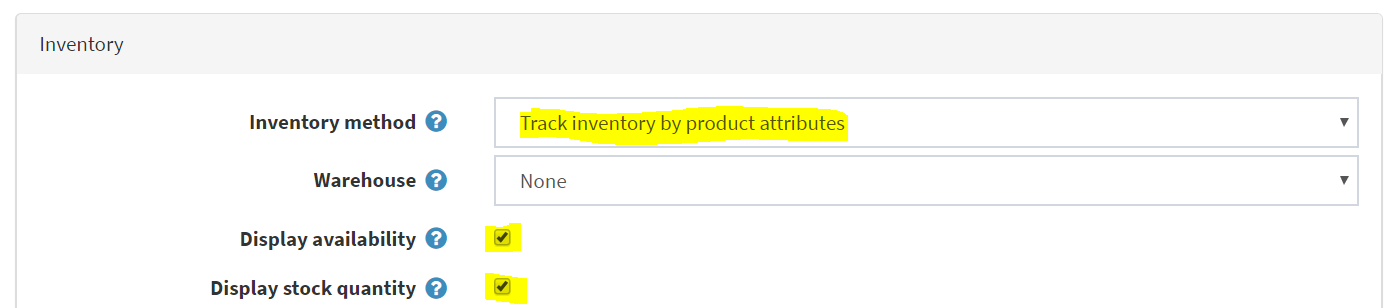 Inventory
Inventory method ? Track inventory by product attributes
Warehouse ? None
Display availability ?
Display stock quantity ?